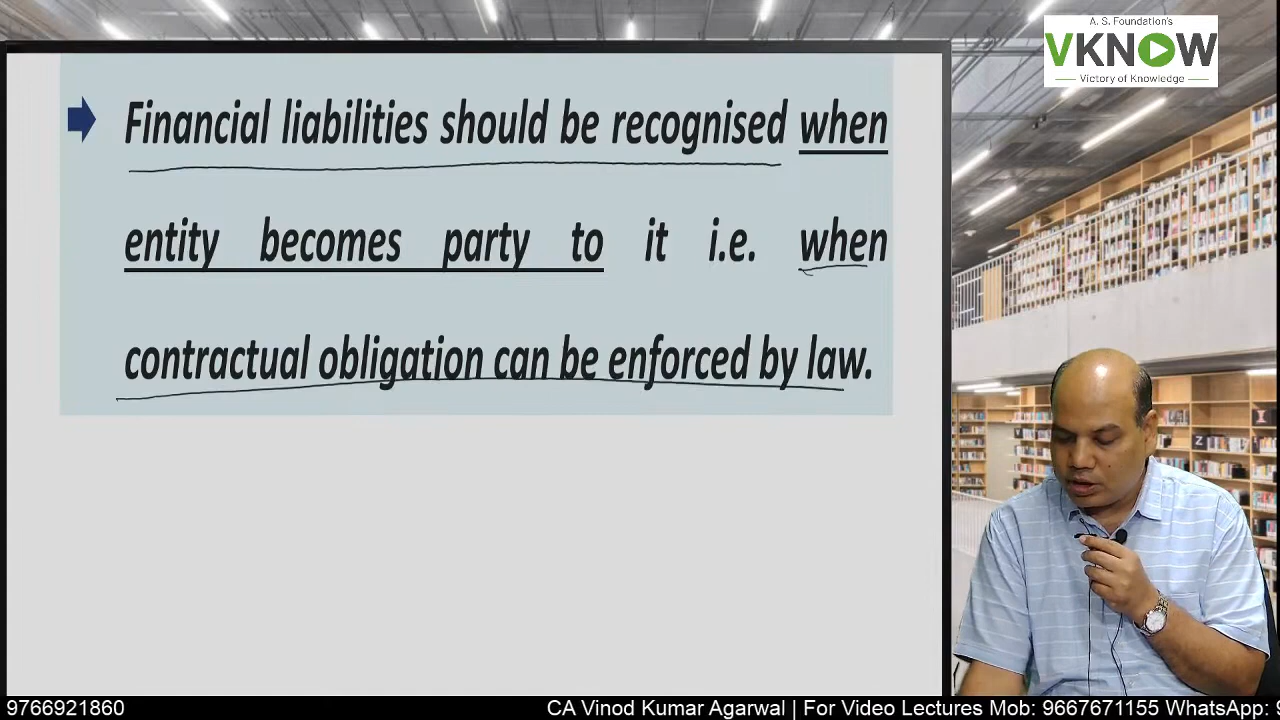 A. S. Foundation's
VKNOW
Victory of Knowledge
Financial liabilities should be recognised when
entity becomes party to it i.e. when
contractual obligation can be enforced by law.
9766921860
CA Vinod Kumar Agarwal | For Video Lectures Mob: 9667671155 WhatsApp: